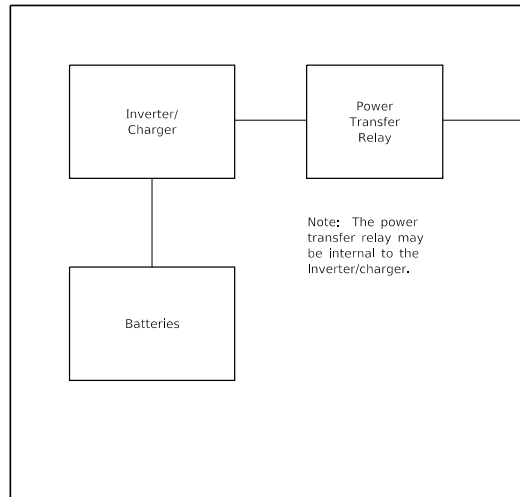 Inverter/
Charger
Power
Transfer
Relay
Note: The power
transfer relay may
be internal to the
Inverter/charger.
Batteries